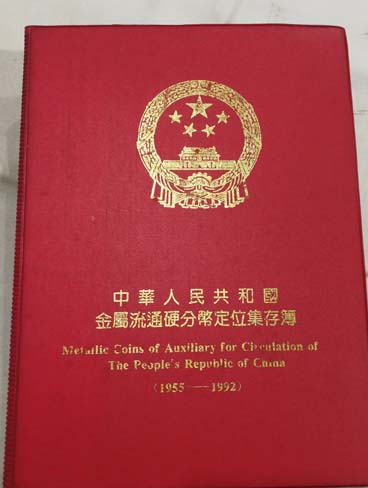 中華人民共和國
金屬流通硬分幣定位集存簿
Metallic Coins of Auxiliary for Circulation of
The People's Republic of China
(1955——1992)